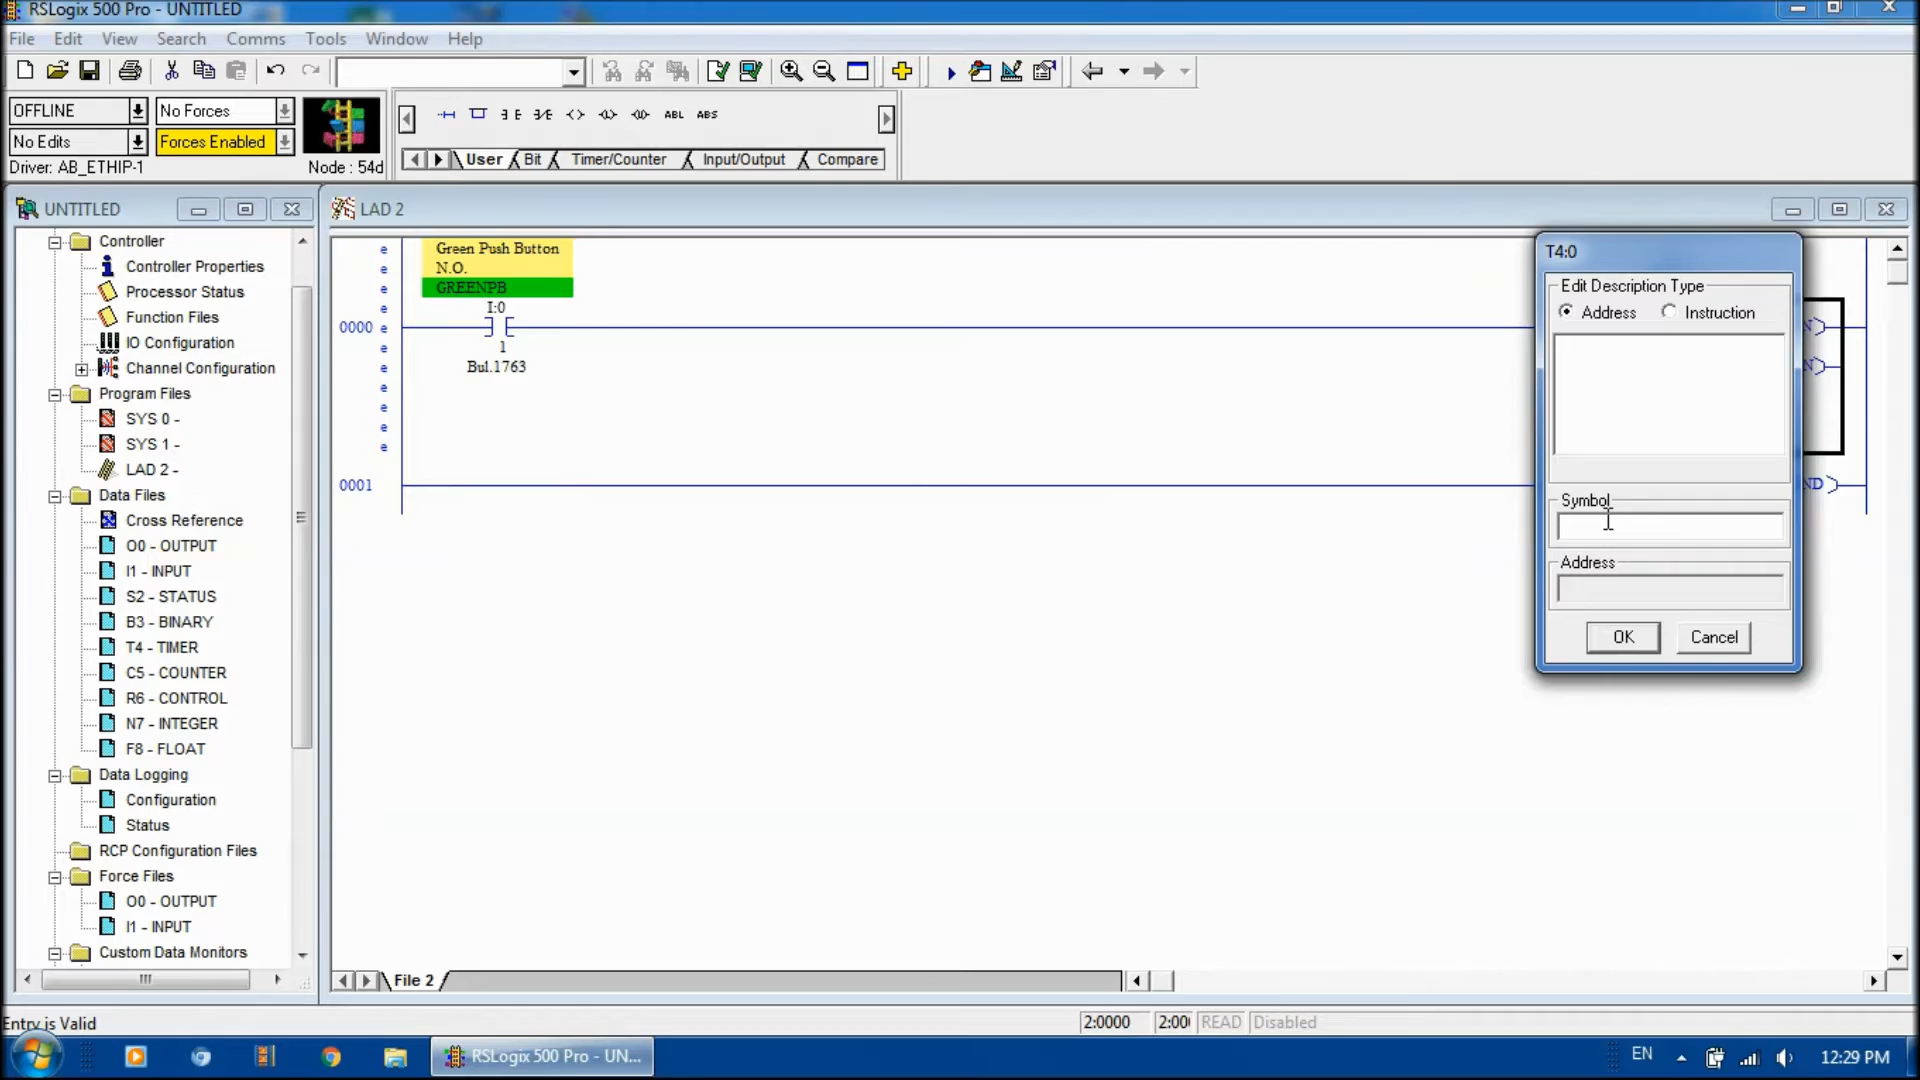 RSLogix 500 Pro - UNTITLED
File Edit View Search Comms Tools Window Help
OFFLINE No Forces
No Edits Forces Enabled
Driver: AB_ETHIP-1 Node : 54d
ABL ABS
User Bit Timer/Counter Input/Output Compare
UNTITLED
Controller
Controller Properties
Processor Status
Function Files
IO Configuration
Channel Configuration
Program Files
SYS 0 -
SYS 1 -
LAD 2 -
Data Files
Cross Reference
O0 - OUTPUT
I1 - INPUT
S2 - STATUS
B3 - BINARY
T4 - TIMER
C5 - COUNTER
R6 - CONTROL
N7 - INTEGER
F8 - FLOAT
Data Logging
Configuration
Status
RCP Configuration Files
Force Files
O0 - OUTPUT
I1 - INPUT
Custom Data Monitors
LAD 2
Green Push Button
N.O.
GREENPB
I:0
0000
e
e
e
e
e
e
e
e
e
e
e
1
Bul.1763
0001
N
N
ND
T4:0
Edit Description Type
Address Instruction
Symbol
Address
OK Cancel
File 2
Entry is Valid 2:0000 2:00 READ Disabled
RSLogix 500 Pro - UN... EN 12:29 PM